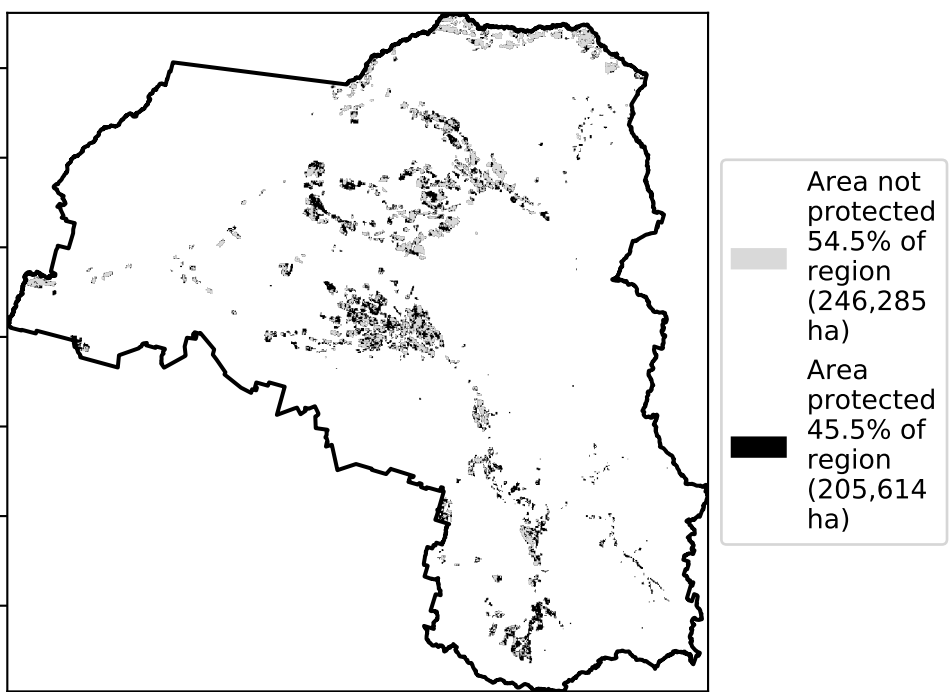 Area not
protected
54.5% of
region
(246,285
ha)
Area
protected
45.5% of
region
(205,614
ha)